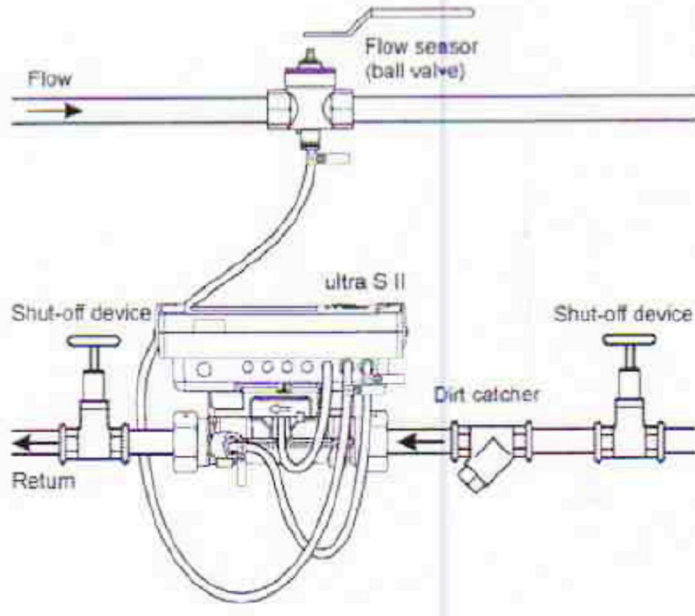 Flow sensor
(ball valve)
Flow
ultra S II
Shut-off device
Shut-off device
Dirt catcher
Return